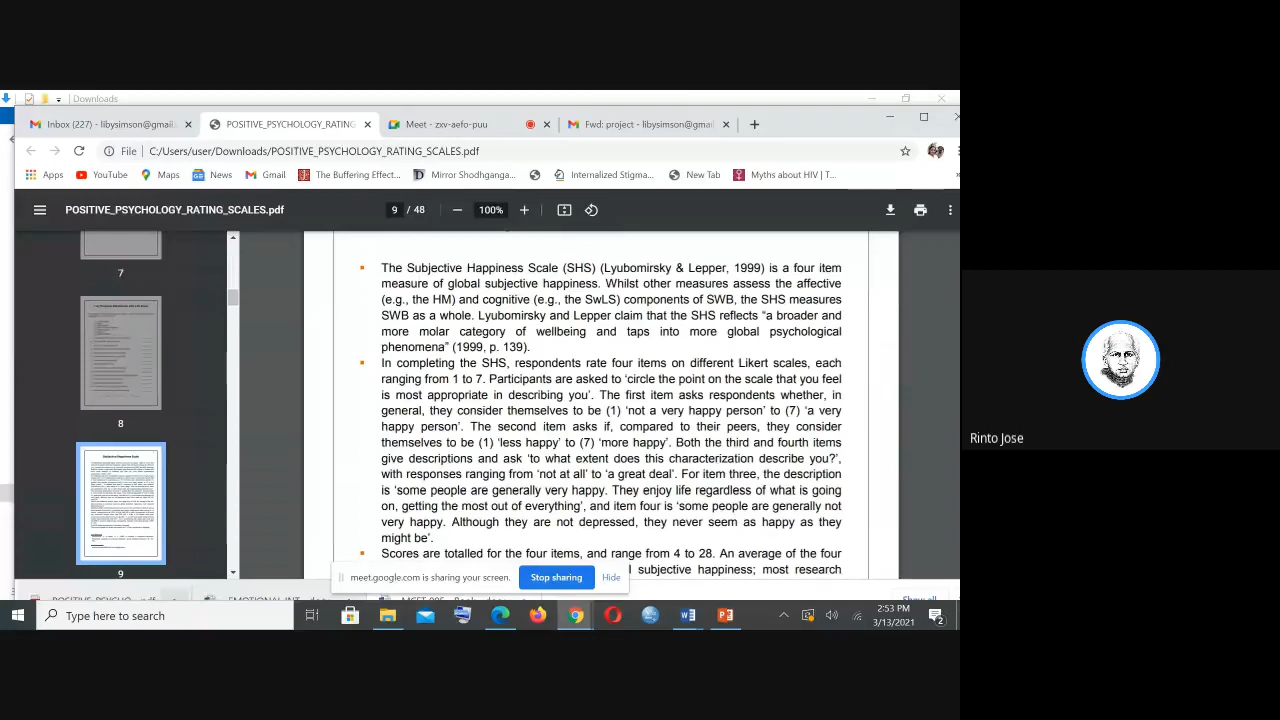 Downloads
Inbox (227) - libysimson@gmail.
POSITIVE_PSYCHOLOGY_RATING
Meet - zxv-aefo-puu
Fwd: project - libysimson@gmail.
File
C:/Users/user/Downloads/POSITIVE_PSYCHOLOGY_RATING_SCALES.pdf
Apps
YouTube
Maps
News
Gmail
The Buffering Effect...
Mirror Shodhganga...
Internalized Stigma...
New Tab
Myths about HIV | T...
POSITIVE_PSYCHOLOGY_RATING_SCALES.pdf
9 / 48
100%
7
8
9
The Subjective Happiness Scale (SHS) (Lyubomirsky & Lepper, 1999) is a four item
measure of global subjective happiness. Whilst other measures assess the affective
(e.g., the HM) and cognitive (e.g., the SwLS) components of SWB, the SHS measures
SWB as a whole. Lyubomirsky and Lepper claim that the SHS reflects “a broader and
more molar category of wellbeing and taps into more global psychological
phenomena” (1999, p. 139).
In completing the SHS, respondents rate four items on different Likert scales, each
ranging from 1 to 7. Participants are asked to ‘circle the point on the scale that you feel
is most appropriate in describing you’. The first item asks respondents whether, in
general, they consider themselves to be (1) ‘not a very happy person’ to (7) ‘a very
happy person’. The second item asks if, compared to their peers, they consider
themselves to be (1) ‘less happy’ to (7) ‘more happy’. Both the third and fourth items
give descriptions and ask ‘to what extent does this characterization describe you?’,
with responses ranging from ‘not at all’ to ‘a great deal’. For item three, the description
is ‘some people are generally very happy. They enjoy life regardless of what is going
on, getting the most out of everything’, and item four is ‘some people are generally not
very happy. Although they are not depressed, they never seem as happy as they
might be’.
Scores are totalled for the four items, and range from 4 to 28. An average of the four
subjective happiness; most research
meet.google.com is sharing your screen.
Stop sharing
Hide
Type here to search
2:53 PM
3/13/2021
2
Rinto Jose